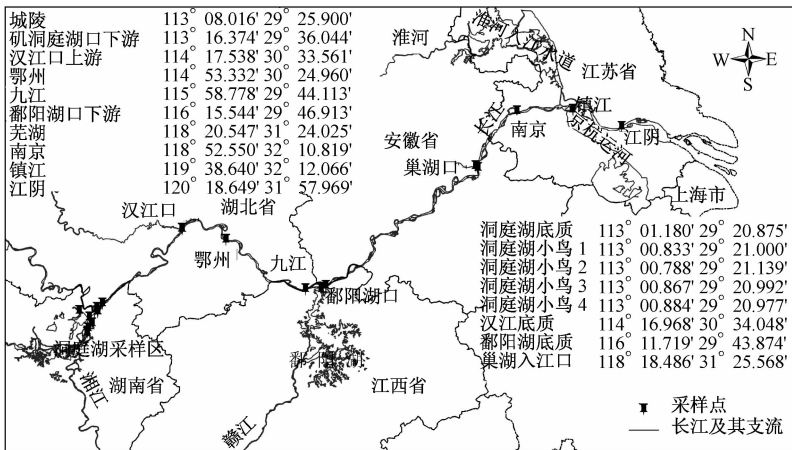 城陵 113° 08.016' 29° 25.900'
矶洞庭湖口下游 113° 16.374' 29° 36.044'
汉江口上游 114° 17.538' 30° 33.561'
鄂州 114° 53.332' 30° 24.960'
九江 115° 58.778' 29° 44.113'
鄱阳湖口下游 116° 15.544' 29° 46.913'
芜湖 118° 20.547' 31° 24.025'
南京 118° 52.550' 32° 10.819'
镇江 119° 38.640' 32° 12.066'
江阴 120° 18.649' 31° 57.969'
淮河
淮河入江水道
江苏省
N
W E
S
长江
南京
镇江
江阴
京杭运河
安徽省
巢湖口
上海市
汉江口
湖北省
鄂州
九江
鄱阳湖口
鄱阳湖
洞庭湖采样区
湘江
湖南省
江西省
赣江
洞庭湖底质 113° 01.180' 29° 20.875'
洞庭湖小鸟 1 113° 00.833' 29° 21.000'
洞庭湖小鸟 2 113° 00.788' 29° 21.139'
洞庭湖小鸟 3 113° 00.867' 29° 20.992'
洞庭湖小鸟 4 113° 00.884' 29° 20.977'
汉江底质 114° 16.968' 30° 34.048'
鄱阳湖底质 116° 11.719' 29° 43.874'
巢湖入江口 118° 18.486' 31° 25.568'
采样点
长江及其支流